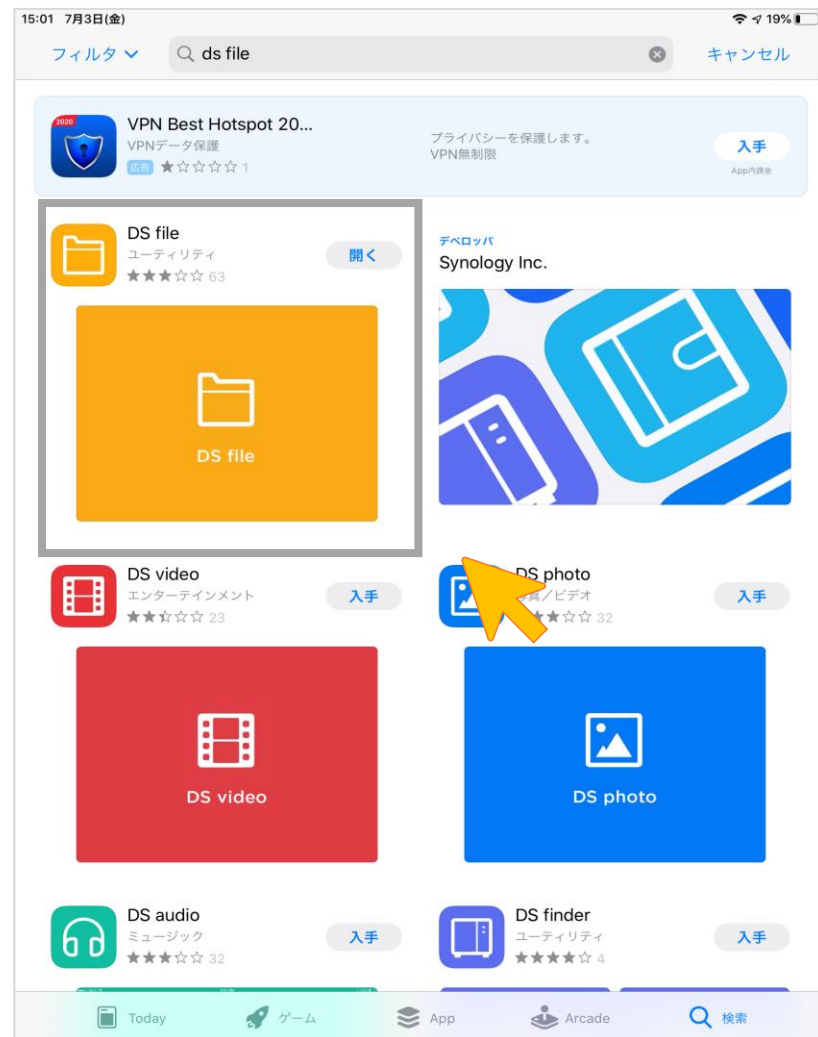 15:01 7月3日(金)
19%
フィルタ
ds file
キャンセル
2020
VPN Best Hotspot 20...
VPNデータ保護
広告 ★☆☆☆☆ 1
プライバシーを保護します。
VPN無制限
入手
App内課金
DS file
ユーティリティ
★★★☆☆ 63
開く
DS file
デベロッパ
Synology Inc.
DS video
エンターテインメント
23
入手
DS video
DS photo
真/ビデオ
★☆☆ 32
入手
DS photo
DS audio
ミュージック
★★★☆☆ 32
入手
DS finder
ユーティリティ
★★★★☆ 4
入手
Today
ゲーム
App
Arcade
検索